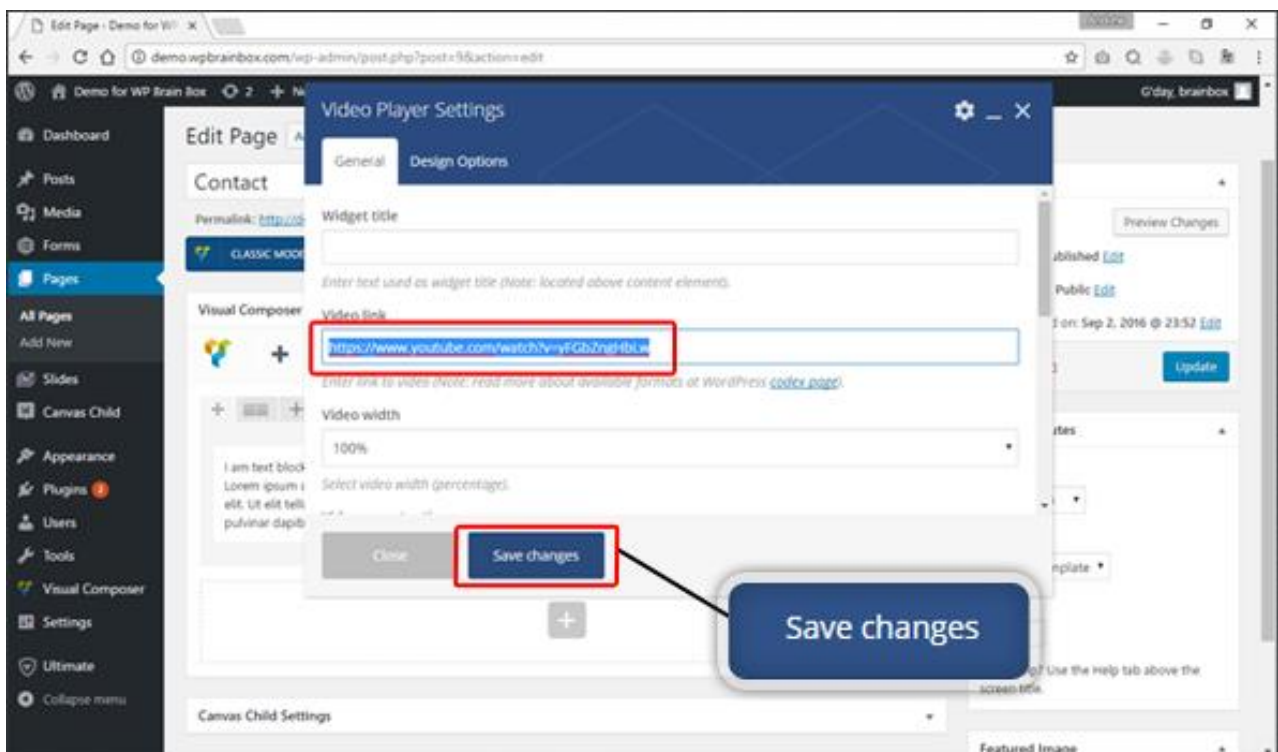 Edit Page ‹ Demo for W
demo.wpbrainbox.com/wp-admin/post.php?post=9&action=edit
Demo for WP Brain Box
2
G'day, brainbox
Dashboard
Posts
Media
Forms
Pages
All Pages
Add New
Slides
Canvas Child
Appearance
Plugins 2
Users
Tools
Visual Composer
Settings
Ultimate
Collapse menu
Edit Page
Contact
Permalink:
CLASSIC MODE
Visual Composer
I am text block
Lorem ipsum
elit. Ut elit
pulvinar
Canvas Child Settings
Video Player Settings
General
Design Options
Widget title
Enter text used as widget title (Note: located above content element).
Video link
Enter link to video (Note: read more about available formats at WordPress codex page).
Video width
100%
Select video width (percentage).
Close
Save changes
Save changes
Preview Changes
Edit
Public Edit
on: Sep 2, 2016 @ 23:52 Edit
Update
Use the Help tab above the
screen title.
Featured Image